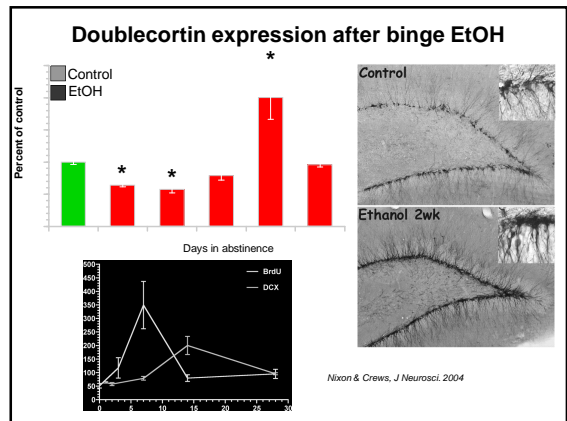 Doublecortin expression after binge EtOH
*
Control
EtOH
Percent of control
* *
Days in abstinence
Control
Ethanol 2wk
500
450
400
350
300
250
200
150
100
50
0
0 5 10 15 20 25 30
BrdU
DCX
Nixon & Crews, J Neurosci. 2004